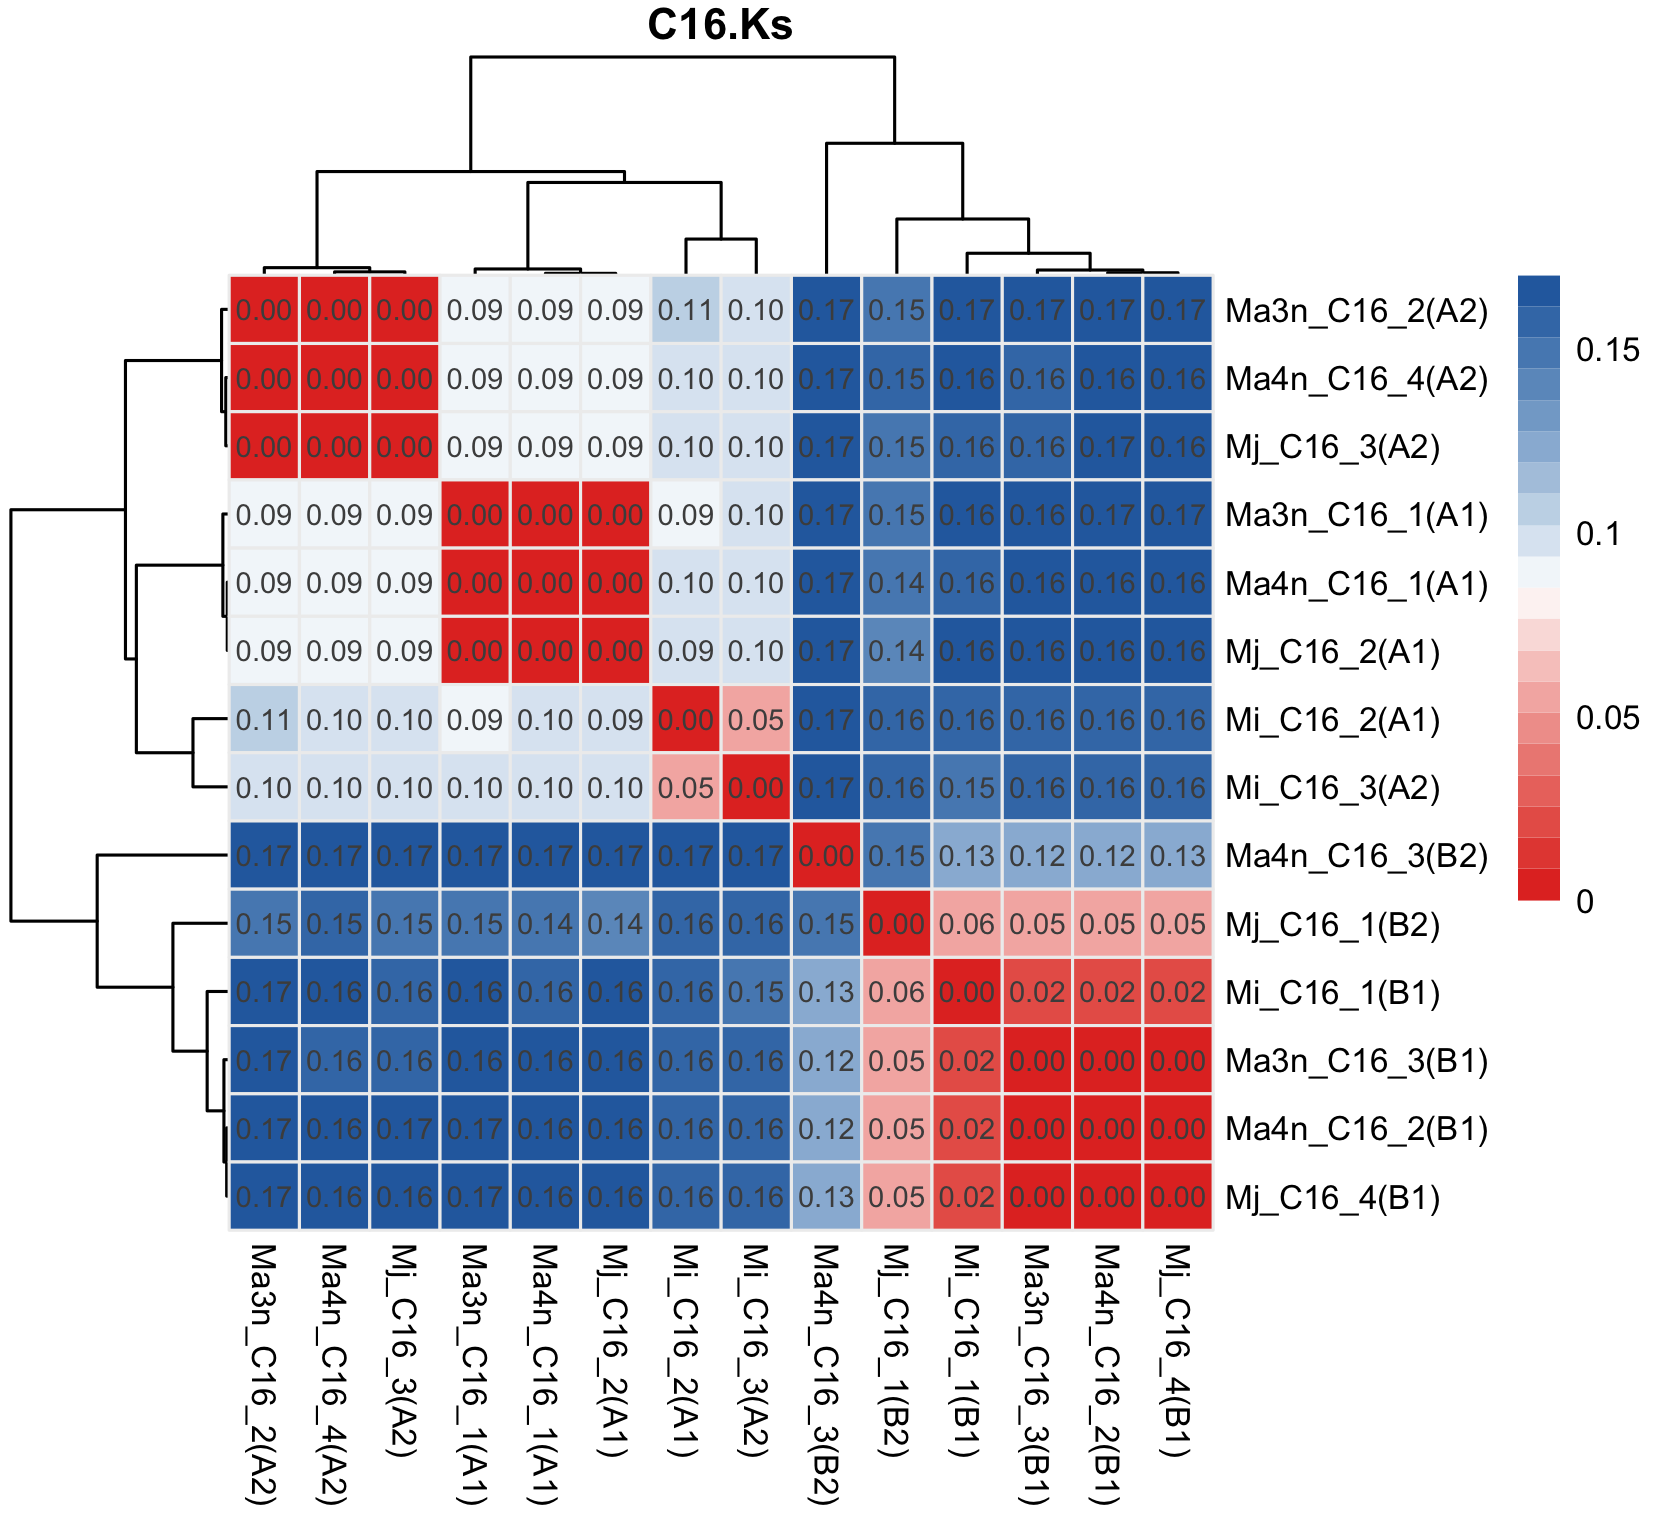 C16.Ks
0.00 0.00 0.00 0.09 0.09 0.09 0.11 0.10 0.17 0.15 0.17 0.17 0.17 0.17 Ma3n_C16_2(A2)
0.00 0.00 0.00 0.09 0.09 0.09 0.10 0.10 0.17 0.15 0.16 0.16 0.16 0.16 Ma4n_C16_4(A2)
0.00 0.00 0.00 0.09 0.09 0.09 0.10 0.10 0.17 0.15 0.16 0.16 0.17 0.16 Mj_C16_3(A2)
0.09 0.09 0.09 0.00 0.00 0.00 0.09 0.10 0.17 0.15 0.16 0.16 0.17 0.17 Ma3n_C16_1(A1)
0.09 0.09 0.09 0.00 0.00 0.00 0.10 0.10 0.17 0.14 0.16 0.16 0.16 0.16 Ma4n_C16_1(A1)
0.09 0.09 0.09 0.00 0.00 0.00 0.09 0.10 0.17 0.14 0.16 0.16 0.16 0.16 Mj_C16_2(A1)
0.11 0.10 0.10 0.09 0.10 0.09 0.00 0.05 0.17 0.16 0.16 0.16 0.16 0.16 Mi_C16_2(A1)
0.10 0.10 0.10 0.10 0.10 0.10 0.05 0.00 0.17 0.16 0.15 0.16 0.16 0.16 Mi_C16_3(A2)
0.17 0.17 0.17 0.17 0.17 0.17 0.17 0.17 0.00 0.15 0.13 0.12 0.12 0.13 Ma4n_C16_3(B2)
0.15 0.15 0.15 0.15 0.14 0.14 0.16 0.16 0.15 0.00 0.06 0.05 0.05 0.05 Mj_C16_1(B2)
0.17 0.16 0.16 0.16 0.16 0.16 0.16 0.15 0.13 0.06 0.00 0.02 0.02 0.02 Mi_C16_1(B1)
0.17 0.16 0.16 0.16 0.16 0.16 0.16 0.16 0.12 0.05 0.02 0.00 0.00 0.00 Ma3n_C16_3(B1)
0.17 0.16 0.17 0.17 0.16 0.16 0.16 0.16 0.12 0.05 0.02 0.00 0.00 0.00 Ma4n_C16_2(B1)
0.17 0.16 0.16 0.17 0.16 0.16 0.16 0.16 0.13 0.05 0.02 0.00 0.00 0.00 Mj_C16_4(B1)
Ma3n_C16_2(A2)
Ma4n_C16_4(A2)
Mj_C16_3(A2)
Ma3n_C16_1(A1)
Ma4n_C16_1(A1)
Mj_C16_2(A1)
Mi_C16_2(A1)
Mi_C16_3(A2)
Ma4n_C16_3(B2)
Mj_C16_1(B2)
Mi_C16_1(B1)
Ma3n_C16_3(B1)
Ma4n_C16_2(B1)
Mj_C16_4(B1)
0.15
0.1
0.05
0